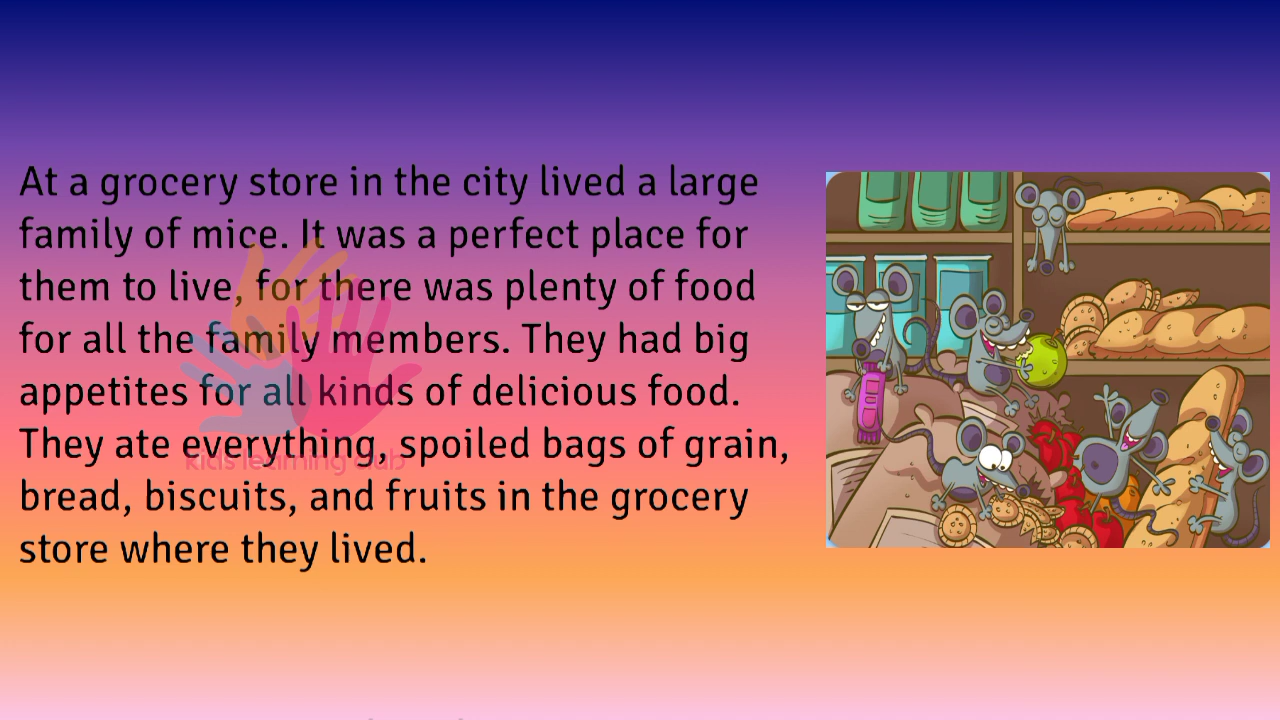 At a grocery store in the city lived a large
family of mice. It was a perfect place for
them to live, for there was plenty of food
for all the family members. They had big
appetites for all kinds of delicious food.
They ate everything, spoiled bags of grain,
kids learning club
bread, biscuits, and fruits in the grocery
store where they lived.